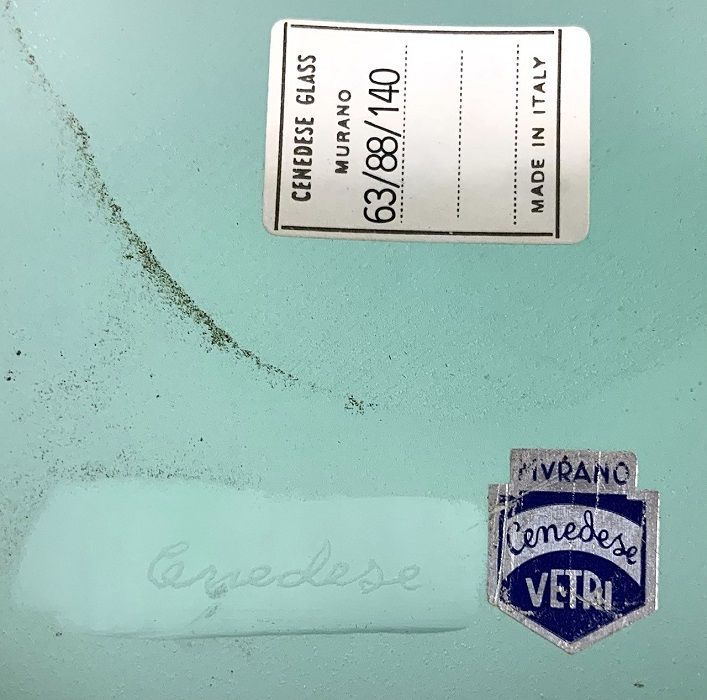 CENEDESE GLASS
MURANO
63/88/140
MADE IN ITALY
Cenedese
MVRANO
Cenedese
VETRI